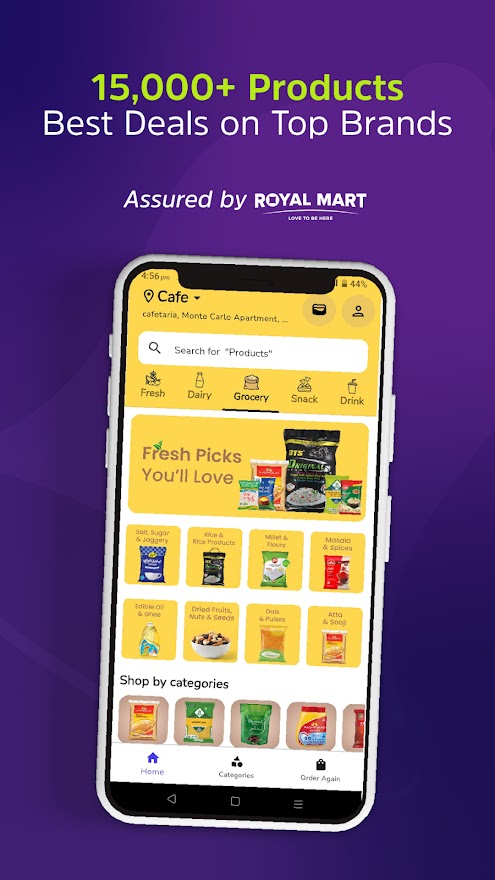 15,000+ Products
Best Deals on Top Brands
Assured by ROYAL MART
LOVE TO BE HERE
4:56 pm
44%
Cafe
cafetaria, Monte Carlo Apartment, ...
Search for "Products"
Fresh
Dairy
Grocery
Snack
Drink
Fresh Picks
You'll Love
BTS
ORIGINAL
Salt, Sugar
& Jaggery
Rice &
Rice Products
Millet &
Flours
Masala
& Spices
Edible Oil
& Ghee
Dried Fruits,
Nuts & Seeds
Dals
& Pulses
Atta
& Sooji
Shop by categories
Home
Categories
Order Again